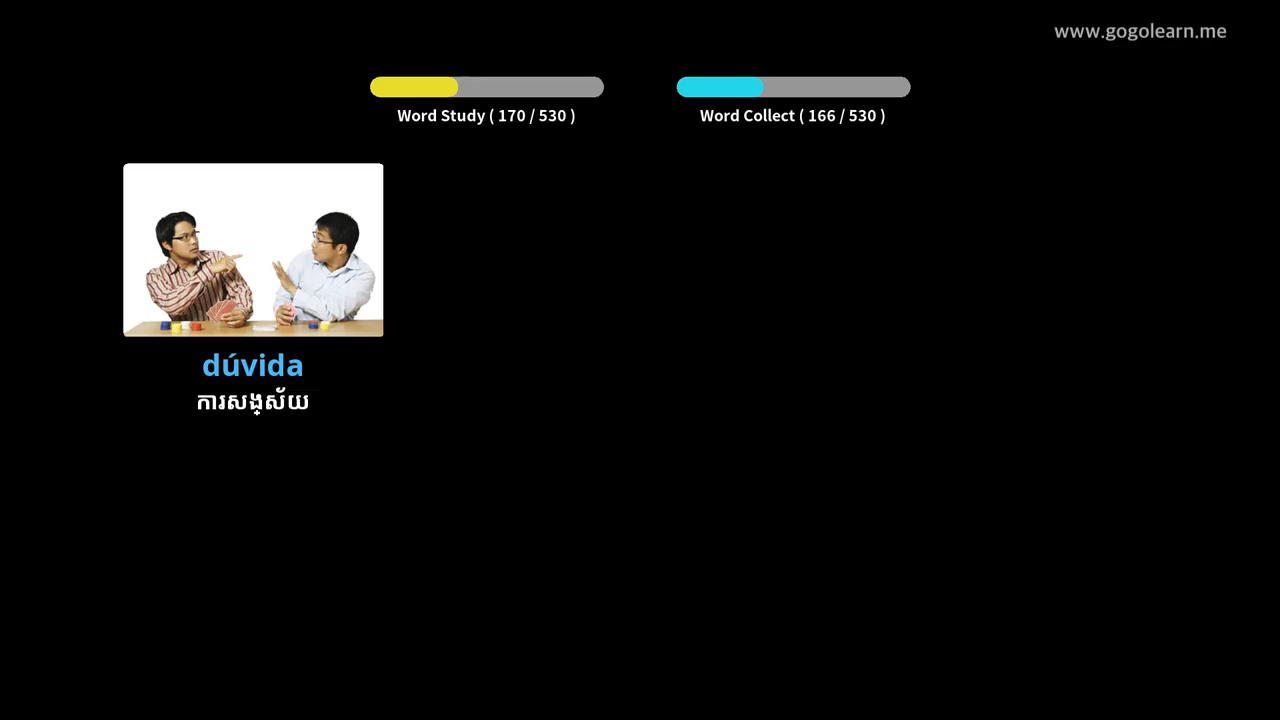 www.gogolearn.me
Word Study ( 170 / 530 )
Word Collect ( 166 / 530 )
dúvida
ការសង្ស័យ